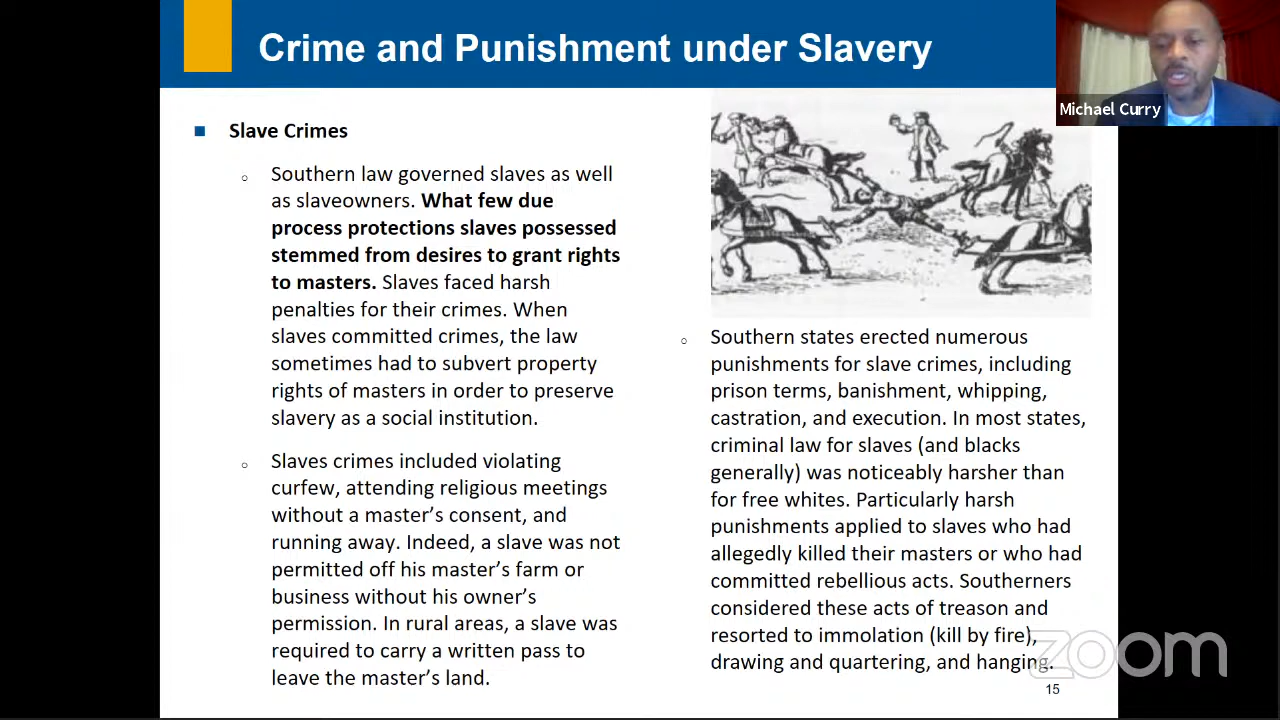 Crime and Punishment under Slavery
Michael Curry
Slave Crimes
Southern law governed slaves as well
as slaveowners. What few due
process protections slaves possessed
stemmed from desires to grant rights
to masters. Slaves faced harsh
penalties for their crimes. When
slaves committed crimes, the law
sometimes had to subvert property
rights of masters in order to preserve
slavery as a social institution.
Slaves crimes included violating
curfew, attending religious meetings
without a master's consent, and
running away. Indeed, a slave was not
permitted off his master's farm or
business without his owner's
permission. In rural areas, a slave was
required to carry a written pass to
leave the master's land.
Southern states erected numerous
punishments for slave crimes, including
prison terms, banishment, whipping,
castration, and execution. In most states,
criminal law for slaves (and blacks
generally) was noticeably harsher than
for free whites. Particularly harsh
punishments applied to slaves who had
allegedly killed their masters or who had
committed rebellious acts. Southerners
considered these acts of treason and
resorted to immolation (kill by fire),
drawing and quartering, and hanging.
zoom
15